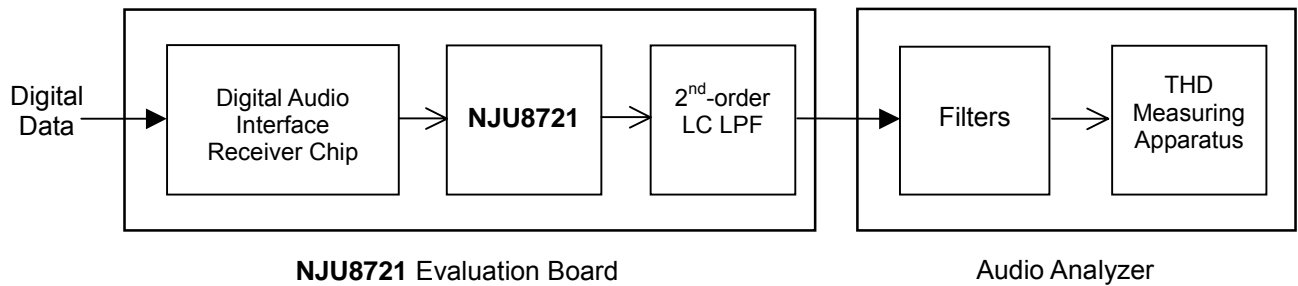 Digital
Data
Digital Audio
Interface
Receiver Chip
NJU8721
2nd-order
LC LPF
Filters
THD
Measuring
Apparatus
NJU8721 Evaluation Board
Audio Analyzer